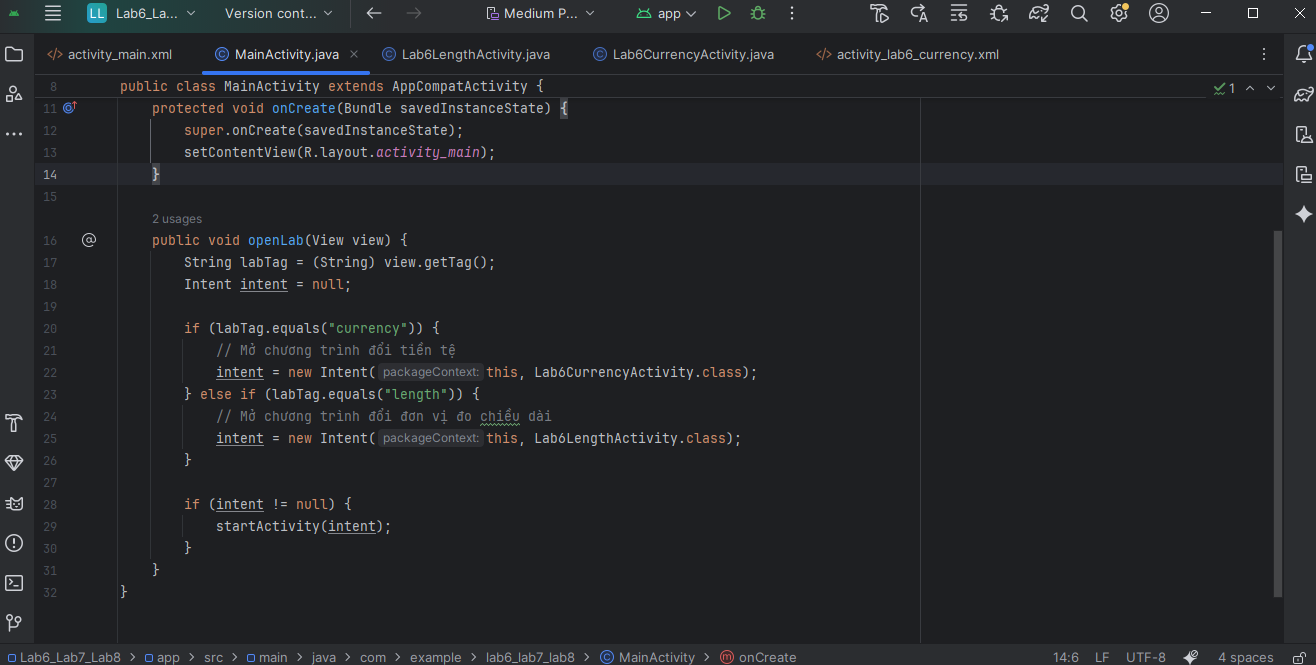 LL Lab6_La... Version cont... Medium P... app
activity_main.xml MainActivity.java Lab6LengthActivity.java Lab6CurrencyActivity.java activity_lab6_currency.xml
8 public class MainActivity extends AppCompatActivity { 1
11 protected void onCreate(Bundle savedInstanceState) {
12 super.onCreate(savedInstanceState);
13 setContentView(R.layout.activity_main);
14 }
15
2 usages
16 @ public void openLab(View view) {
17 String labTag = (String) view.getTag();
18 Intent intent = null;
19
20 if (labTag.equals("currency")) {
21 // Mở chương trình đổi tiền tệ
22 intent = new Intent( packageContext: this, Lab6CurrencyActivity.class);
23 } else if (labTag.equals("length")) {
24 // Mở chương trình đổi đơn vị đo chiều dài
25 intent = new Intent( packageContext: this, Lab6LengthActivity.class);
26 }
27
28 if (intent != null) {
29 startActivity(intent);
30 }
31 }
32 }
Lab6_Lab7_Lab8 > app > src > main > java > com > example > lab6_lab7_lab8 > MainActivity > onCreate 14:6 LF UTF-8 4 spaces